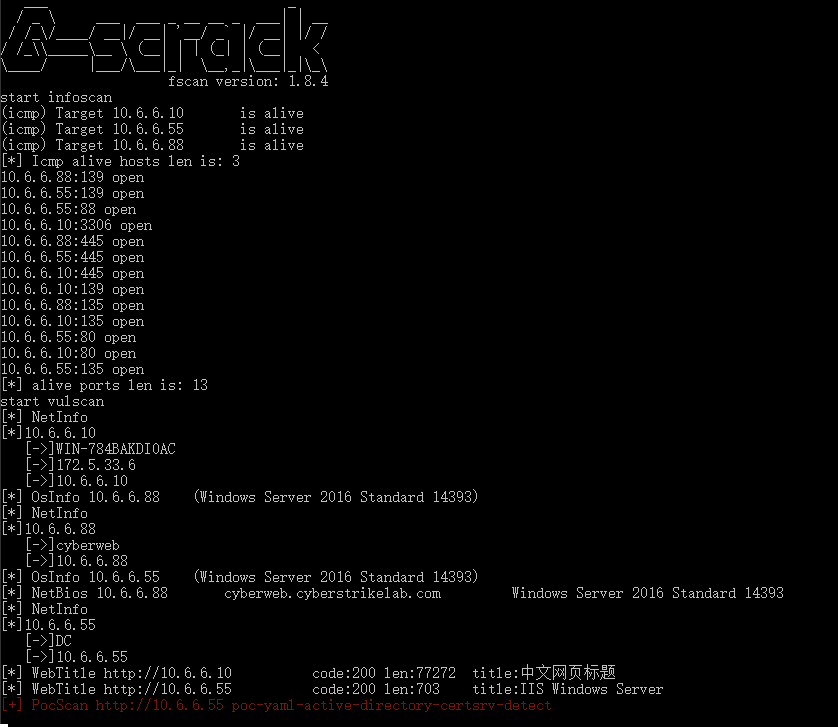 fscan version: 1.8.4
start infoscan
(icmp) Target 10.6.6.10       is alive
(icmp) Target 10.6.6.55       is alive
(icmp) Target 10.6.6.88       is alive
[*] Icmp alive hosts len is: 3
10.6.6.88:139 open
10.6.6.55:139 open
10.6.6.55:88 open
10.6.6.10:3306 open
10.6.6.88:445 open
10.6.6.55:445 open
10.6.6.10:445 open
10.6.6.10:139 open
10.6.6.88:135 open
10.6.6.10:135 open
10.6.6.55:80 open
10.6.6.10:80 open
10.6.6.55:135 open
[*] alive ports len is: 13
start vulscan
[*] NetInfo
[*]10.6.6.10
   [->]WIN-784BAKDI0AC
   [->]172.5.33.6
   [->]10.6.6.10
[*] OsInfo 10.6.6.88    (Windows Server 2016 Standard 14393)
[*] NetInfo
[*]10.6.6.88
   [->]cyberweb
   [->]10.6.6.88
[*] OsInfo 10.6.6.55    (Windows Server 2016 Standard 14393)
[*] NetBios 10.6.6.88       cyberweb.cyberstrikelab.com         Windows Server 2016 Standard 14393
[*] NetInfo
[*]10.6.6.55
   [->]DC
   [->]10.6.6.55
[*] WebTitle http://10.6.6.10          code:200 len:77272  title:中文网页标题
[*] WebTitle http://10.6.6.55          code:200 len:703    title:IIS Windows Server
[+] PocScan http://10.6.6.55 poc-yaml-active-directory-certsrv-detect